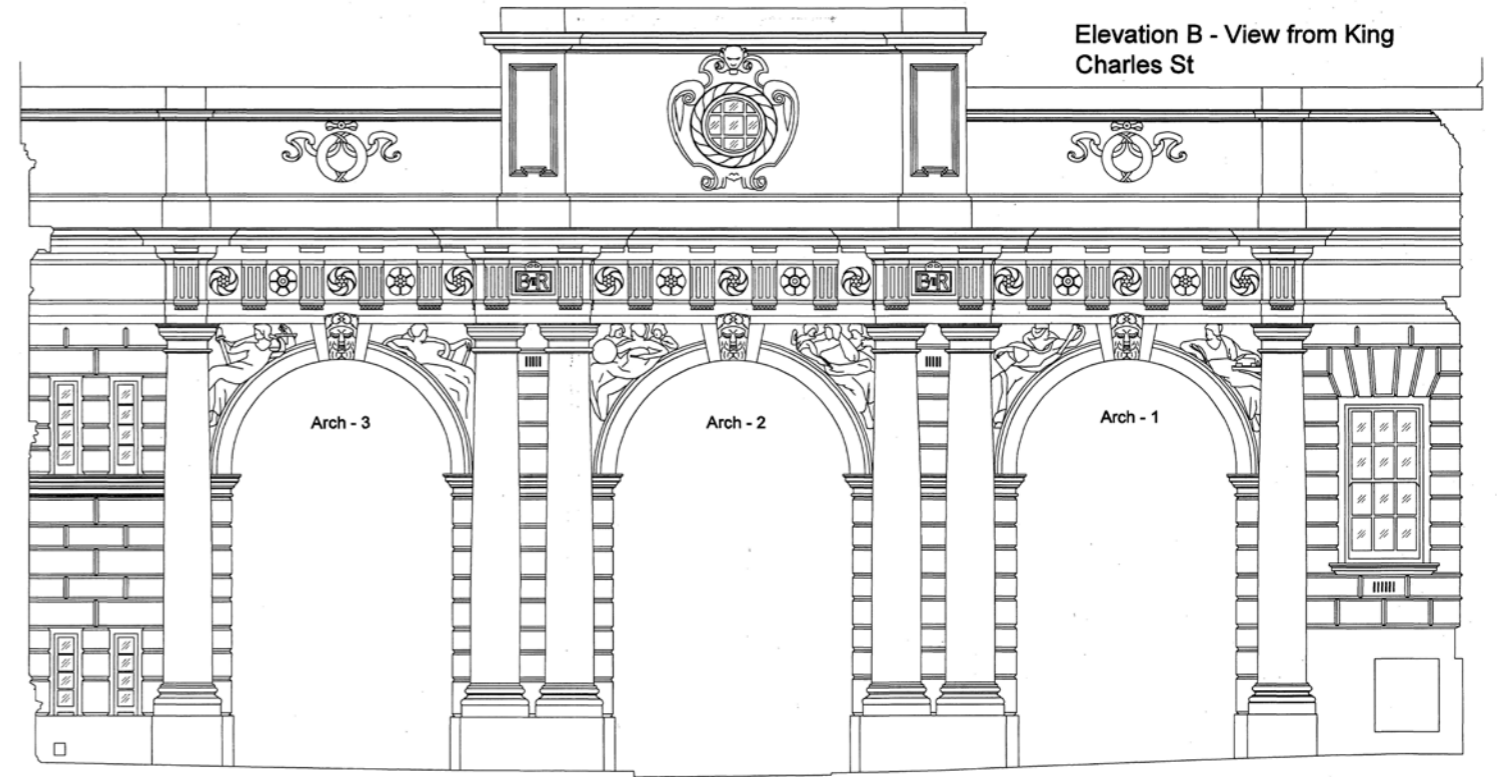 Elevation B - View from King
Charles St
Arch - 3
Arch - 2
Arch - 1